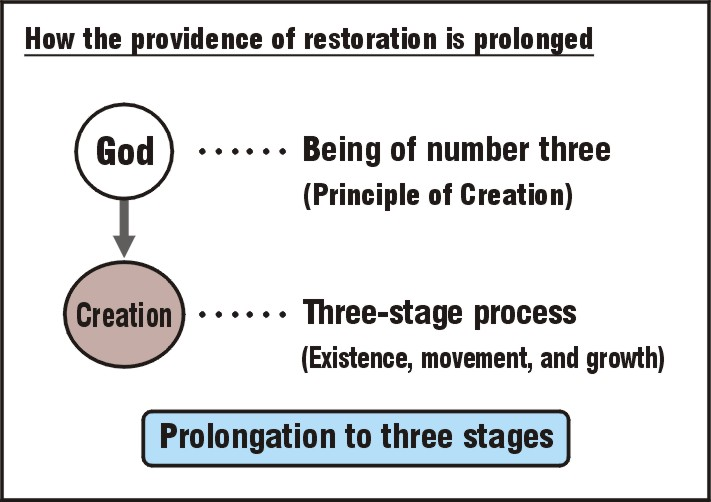 How the providence of restoration is prolonged
God ...... Being of number three
(Principle of Creation)
Creation ...... Three-stage process
(Existence, movement, and growth)
Prolongation to three stages